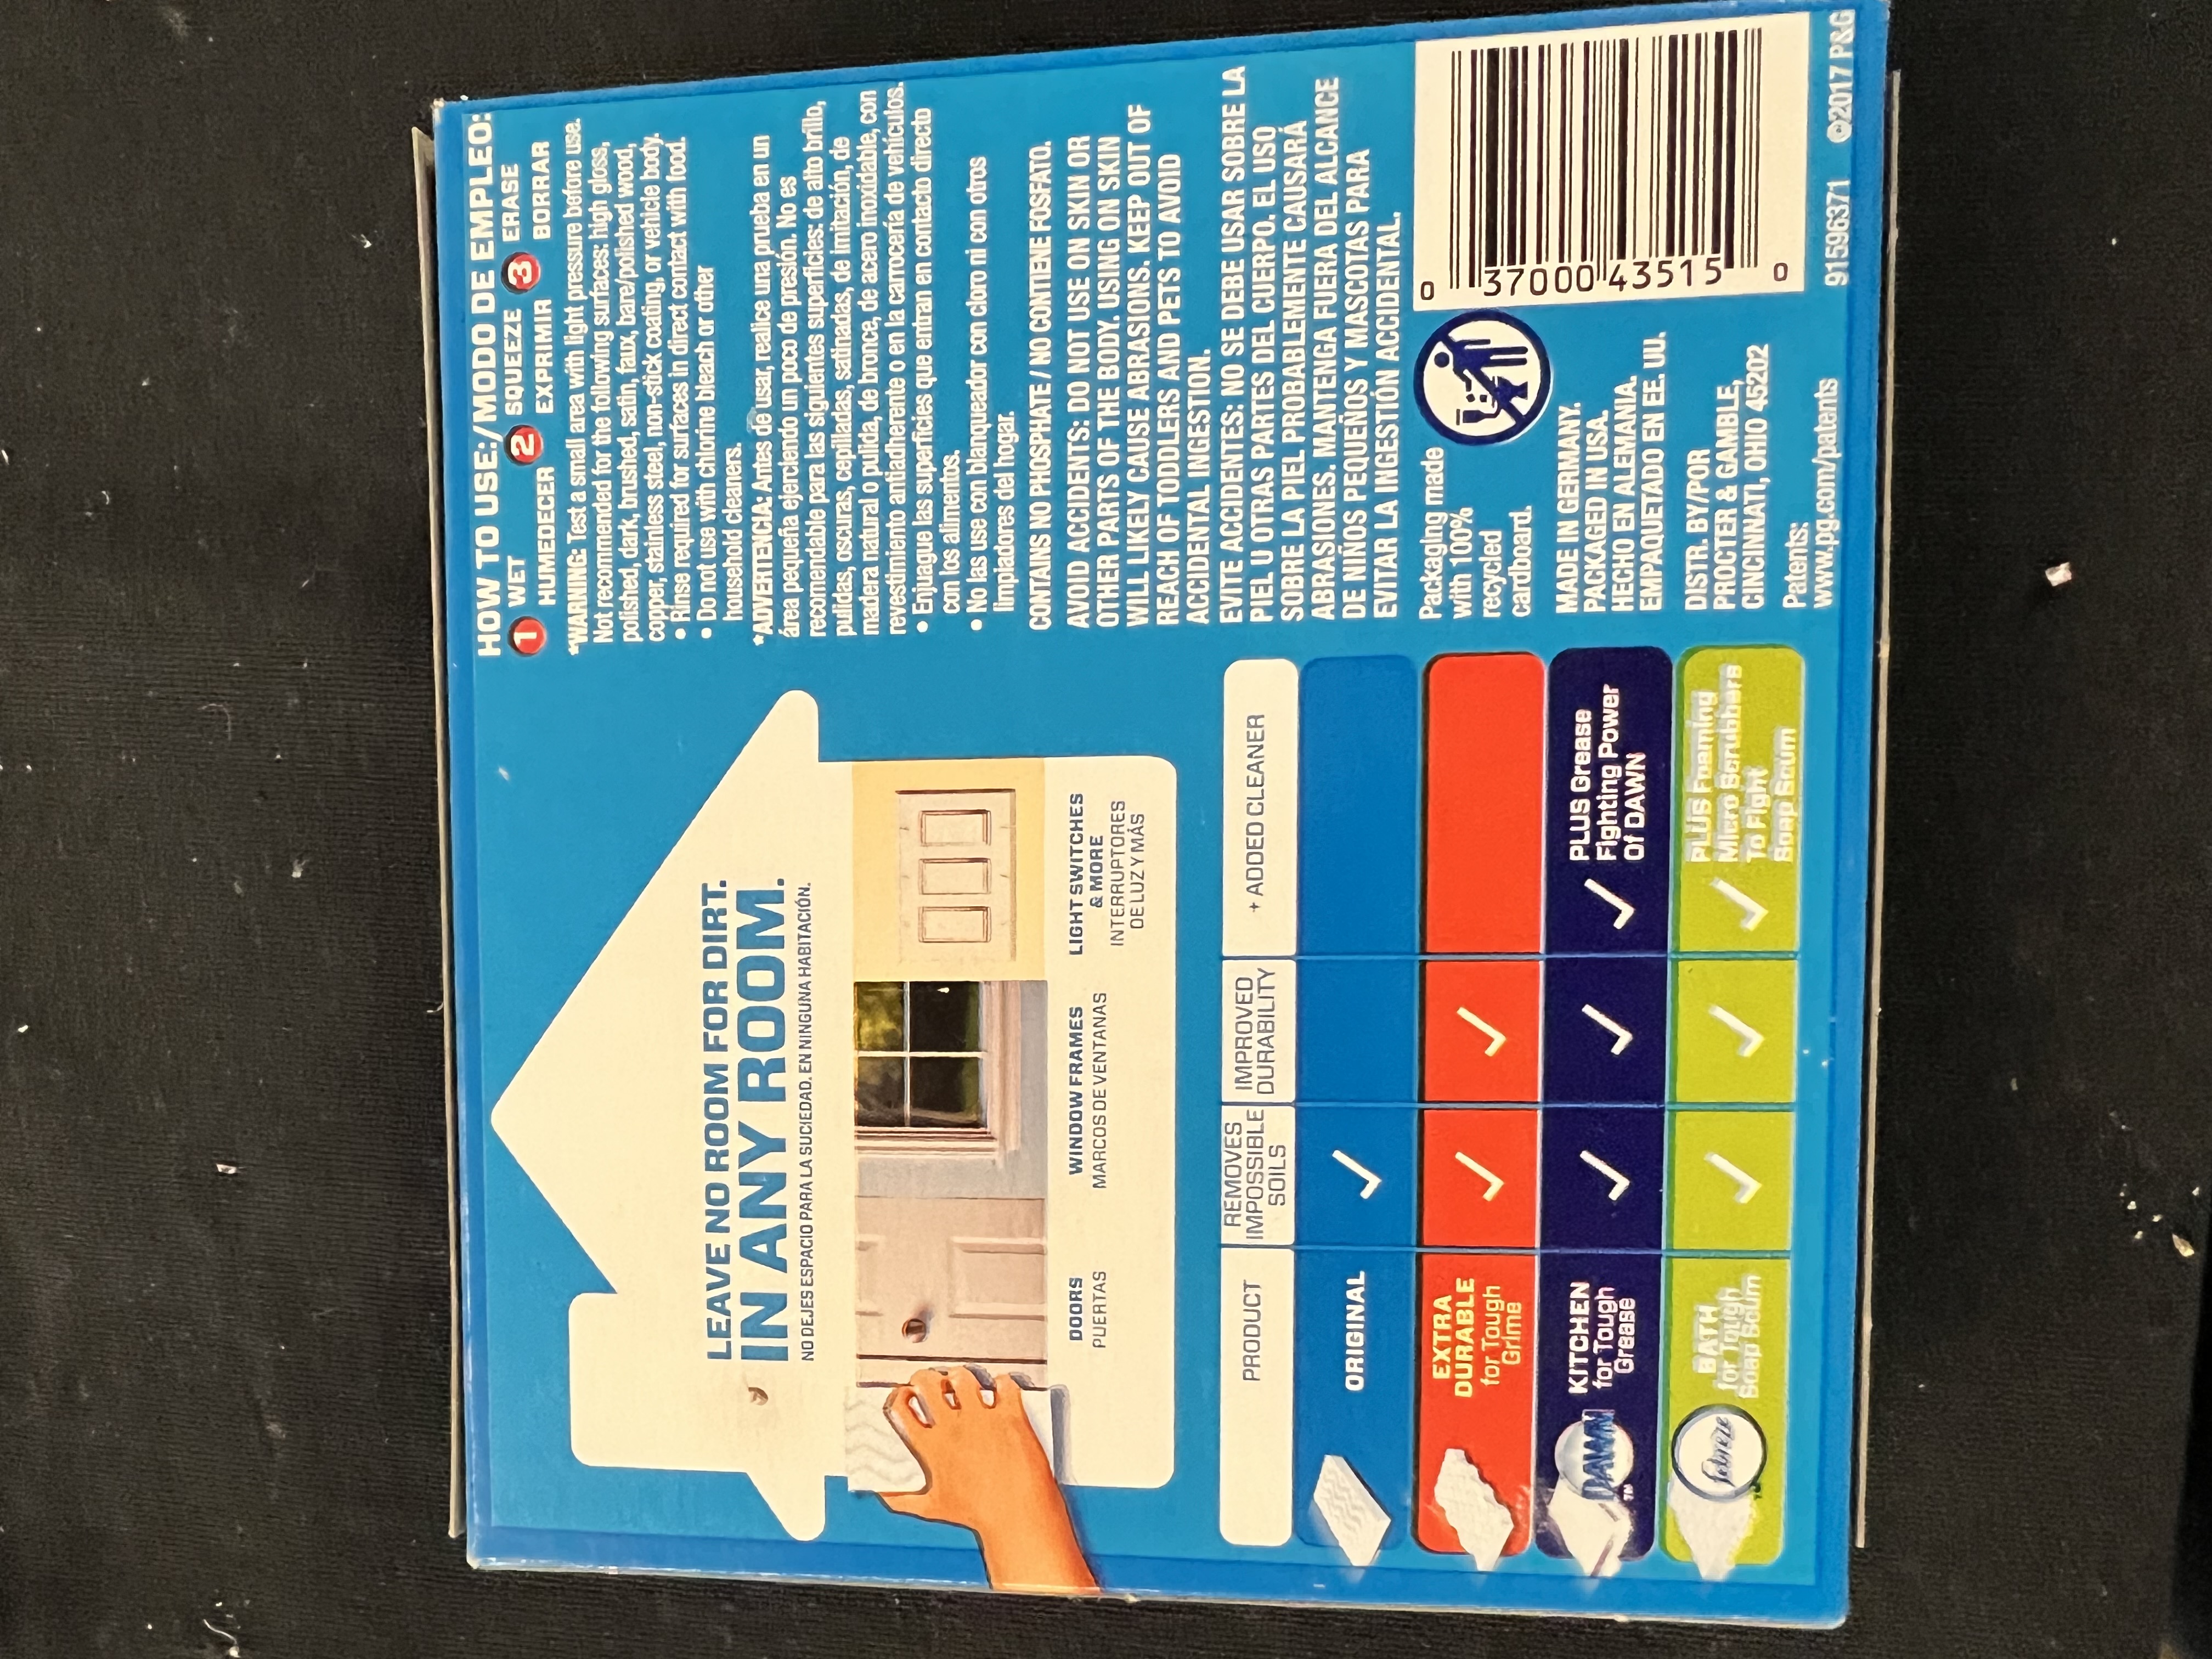 LEAVE NO ROOM FOR DIRT.
IN ANY ROOM.
NO DEJES ESPACIO PARA LA SUCIEDAD. EN NINGUNA HABITACIÓN.
DOORS
PUERTAS
WINDOW FRAMES
MARCOS DE VENTANAS
LIGHT SWITCHES
& MORE
INTERRUPTORES
DE LUZ Y MÁS
PRODUCT
REMOVES
IMPOSSIBLE
SOILS
IMPROVED
DURABILITY
+ ADDED CLEANER
ORIGINAL
EXTRA
DURABLE
for Tough
Grime
DAWN
TM
KITCHEN
for Tough
Grease
PLUS Grease
Fighting Power
Of DAWN
febreze
BATH
for Tough
Soap Scum
PLUS Foaming
Micro Scrubbers
To Fight
Soap Scum
HOW TO USE:/MODO DE EMPLEO:
1 WET 2 SQUEEZE 3 ERASE
HUMEDECER EXPRIMIR BORRAR
*WARNING: Test a small area with light pressure before use.
Not recommended for the following surfaces: high gloss,
polished, dark, brushed, satin, faux, bare/polished wood,
copper, stainless steel, non-stick coating, or vehicle body.
• Rinse required for surfaces in direct contact with food.
• Do not use with chlorine bleach or other
household cleaners.
*ADVERTENCIA: Antes de usar, realice una prueba en un
área pequeña ejerciendo un poco de presión. No es
recomendable para las siguientes superficies: de alto brillo,
pulidas, oscuras, cepilladas, satinadas, de imitación, de
madera natural o pulida, de bronce, de acero inoxidable, con
revestimiento antiadherente o en la carrocería de vehículos.
• Enjuague las superficies que entran en contacto directo
con los alimentos.
• No las use con blanqueador con cloro ni con otros
limpiadores del hogar.
CONTAINS NO PHOSPHATE / NO CONTIENE FOSFATO.
AVOID ACCIDENTS: DO NOT USE ON SKIN OR
OTHER PARTS OF THE BODY. USING ON SKIN
WILL LIKELY CAUSE ABRASIONS. KEEP OUT OF
REACH OF TODDLERS AND PETS TO AVOID
ACCIDENTAL INGESTION.
EVITE ACCIDENTES: NO SE DEBE USAR SOBRE LA
PIEL U OTRAS PARTES DEL CUERPO. EL USO
SOBRE LA PIEL PROBABLEMENTE CAUSARÁ
ABRASIONES. MANTENGA FUERA DEL ALCANCE
DE NIÑOS PEQUEÑOS Y MASCOTAS PARA
EVITAR LA INGESTIÓN ACCIDENTAL.
Packaging made
with 100%
recycled
cardboard.
MADE IN GERMANY.
PACKAGED IN USA.
HECHO EN ALEMANIA.
EMPAQUETADO EN EE. UU.
DISTR. BY/POR
PROCTER & GAMBLE,
CINCINNATI, OHIO 45202
Patents:
www.pg.com/patents
0 37000 43515 0
91596371 ©2017 P&G